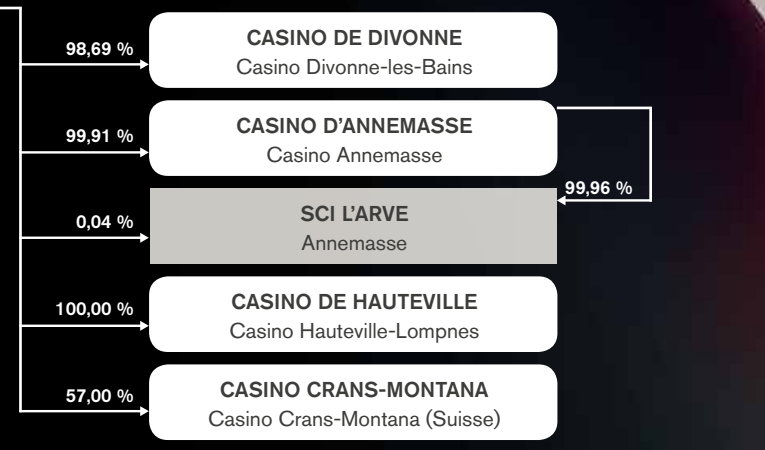 98,69 %
CASINO DE DIVONNE
Casino Divonne-les-Bains
99,91 %
CASINO D'ANNEMASSE
Casino Annemasse
99,96 %
0,04 %
SCI L'ARVE
Annemasse
100,00 %
CASINO DE HAUTEVILLE
Casino Hauteville-Lompnes
57,00 %
CASINO CRANS-MONTANA
Casino Crans-Montana (Suisse)